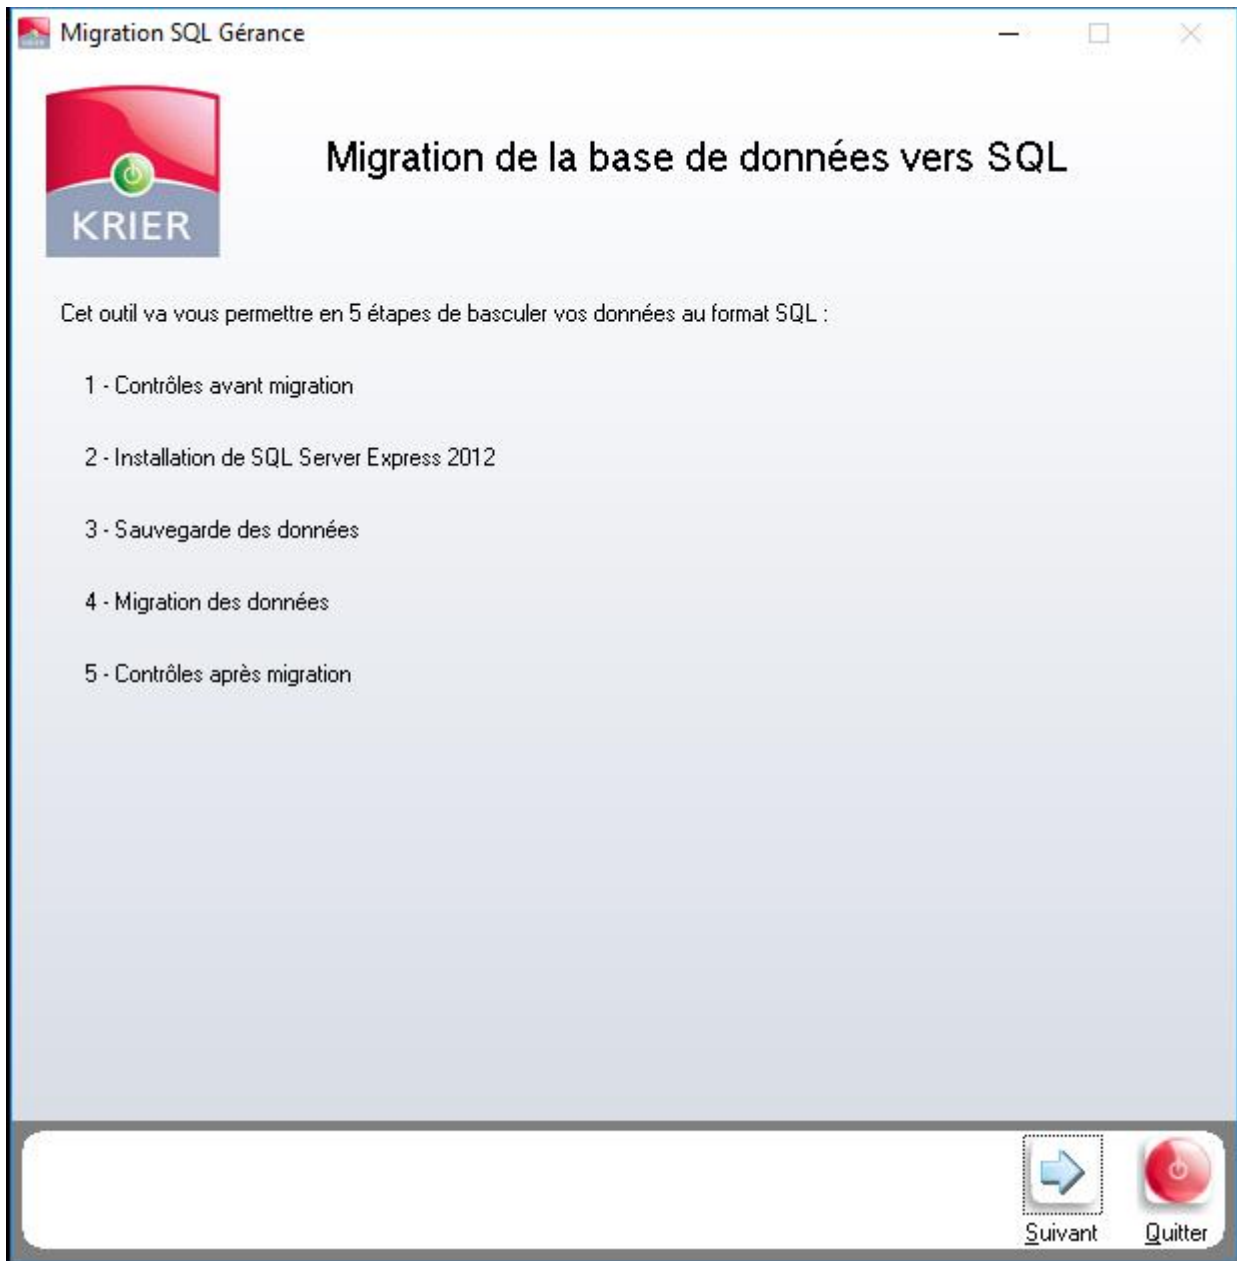 Migration SQL Gérance
KRIER
Migration de la base de données vers SQL
Cet outil va vous permettre en 5 étapes de basculer vos données au format SQL :
1 - Contrôles avant migration
2 - Installation de SQL Server Express 2012
3 - Sauvegarde des données
4 - Migration des données
5 - Contrôles après migration
Suivant
Quitter